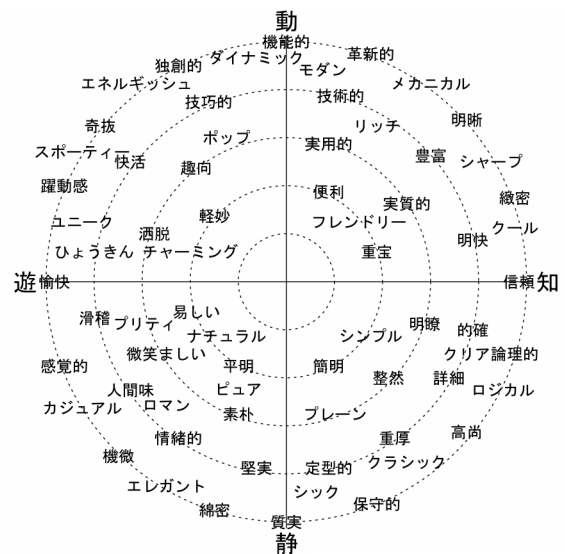 動
機能的
ダイナミック
革新的
独創的
モダン
エネルギッシュ
メカニカル
技巧的
技術的
奇抜
ポップ
リッチ
明晰
スポーティー
快活
実用的
豊富
シャープ
趣向
躍動感
便利
緻密
軽妙
実質的
ユニーク
フレンドリー
クール
洒脱
明快
ひょうきん
チャーミング
重宝
遊
愉快
信頼
知
易しい
滑稽
プリティ
明瞭
的確
ナチュラル
シンプル
微笑ましい
クリア
論理的
感覚的
平明
簡明
整然
詳細
人間味
ピュア
ロジカル
カジュアル
ロマン
素朴
プレーン
情緒的
重厚
高尚
機微
堅実
定型的
クラシック
エレガント
シック
綿密
保守的
質実
静